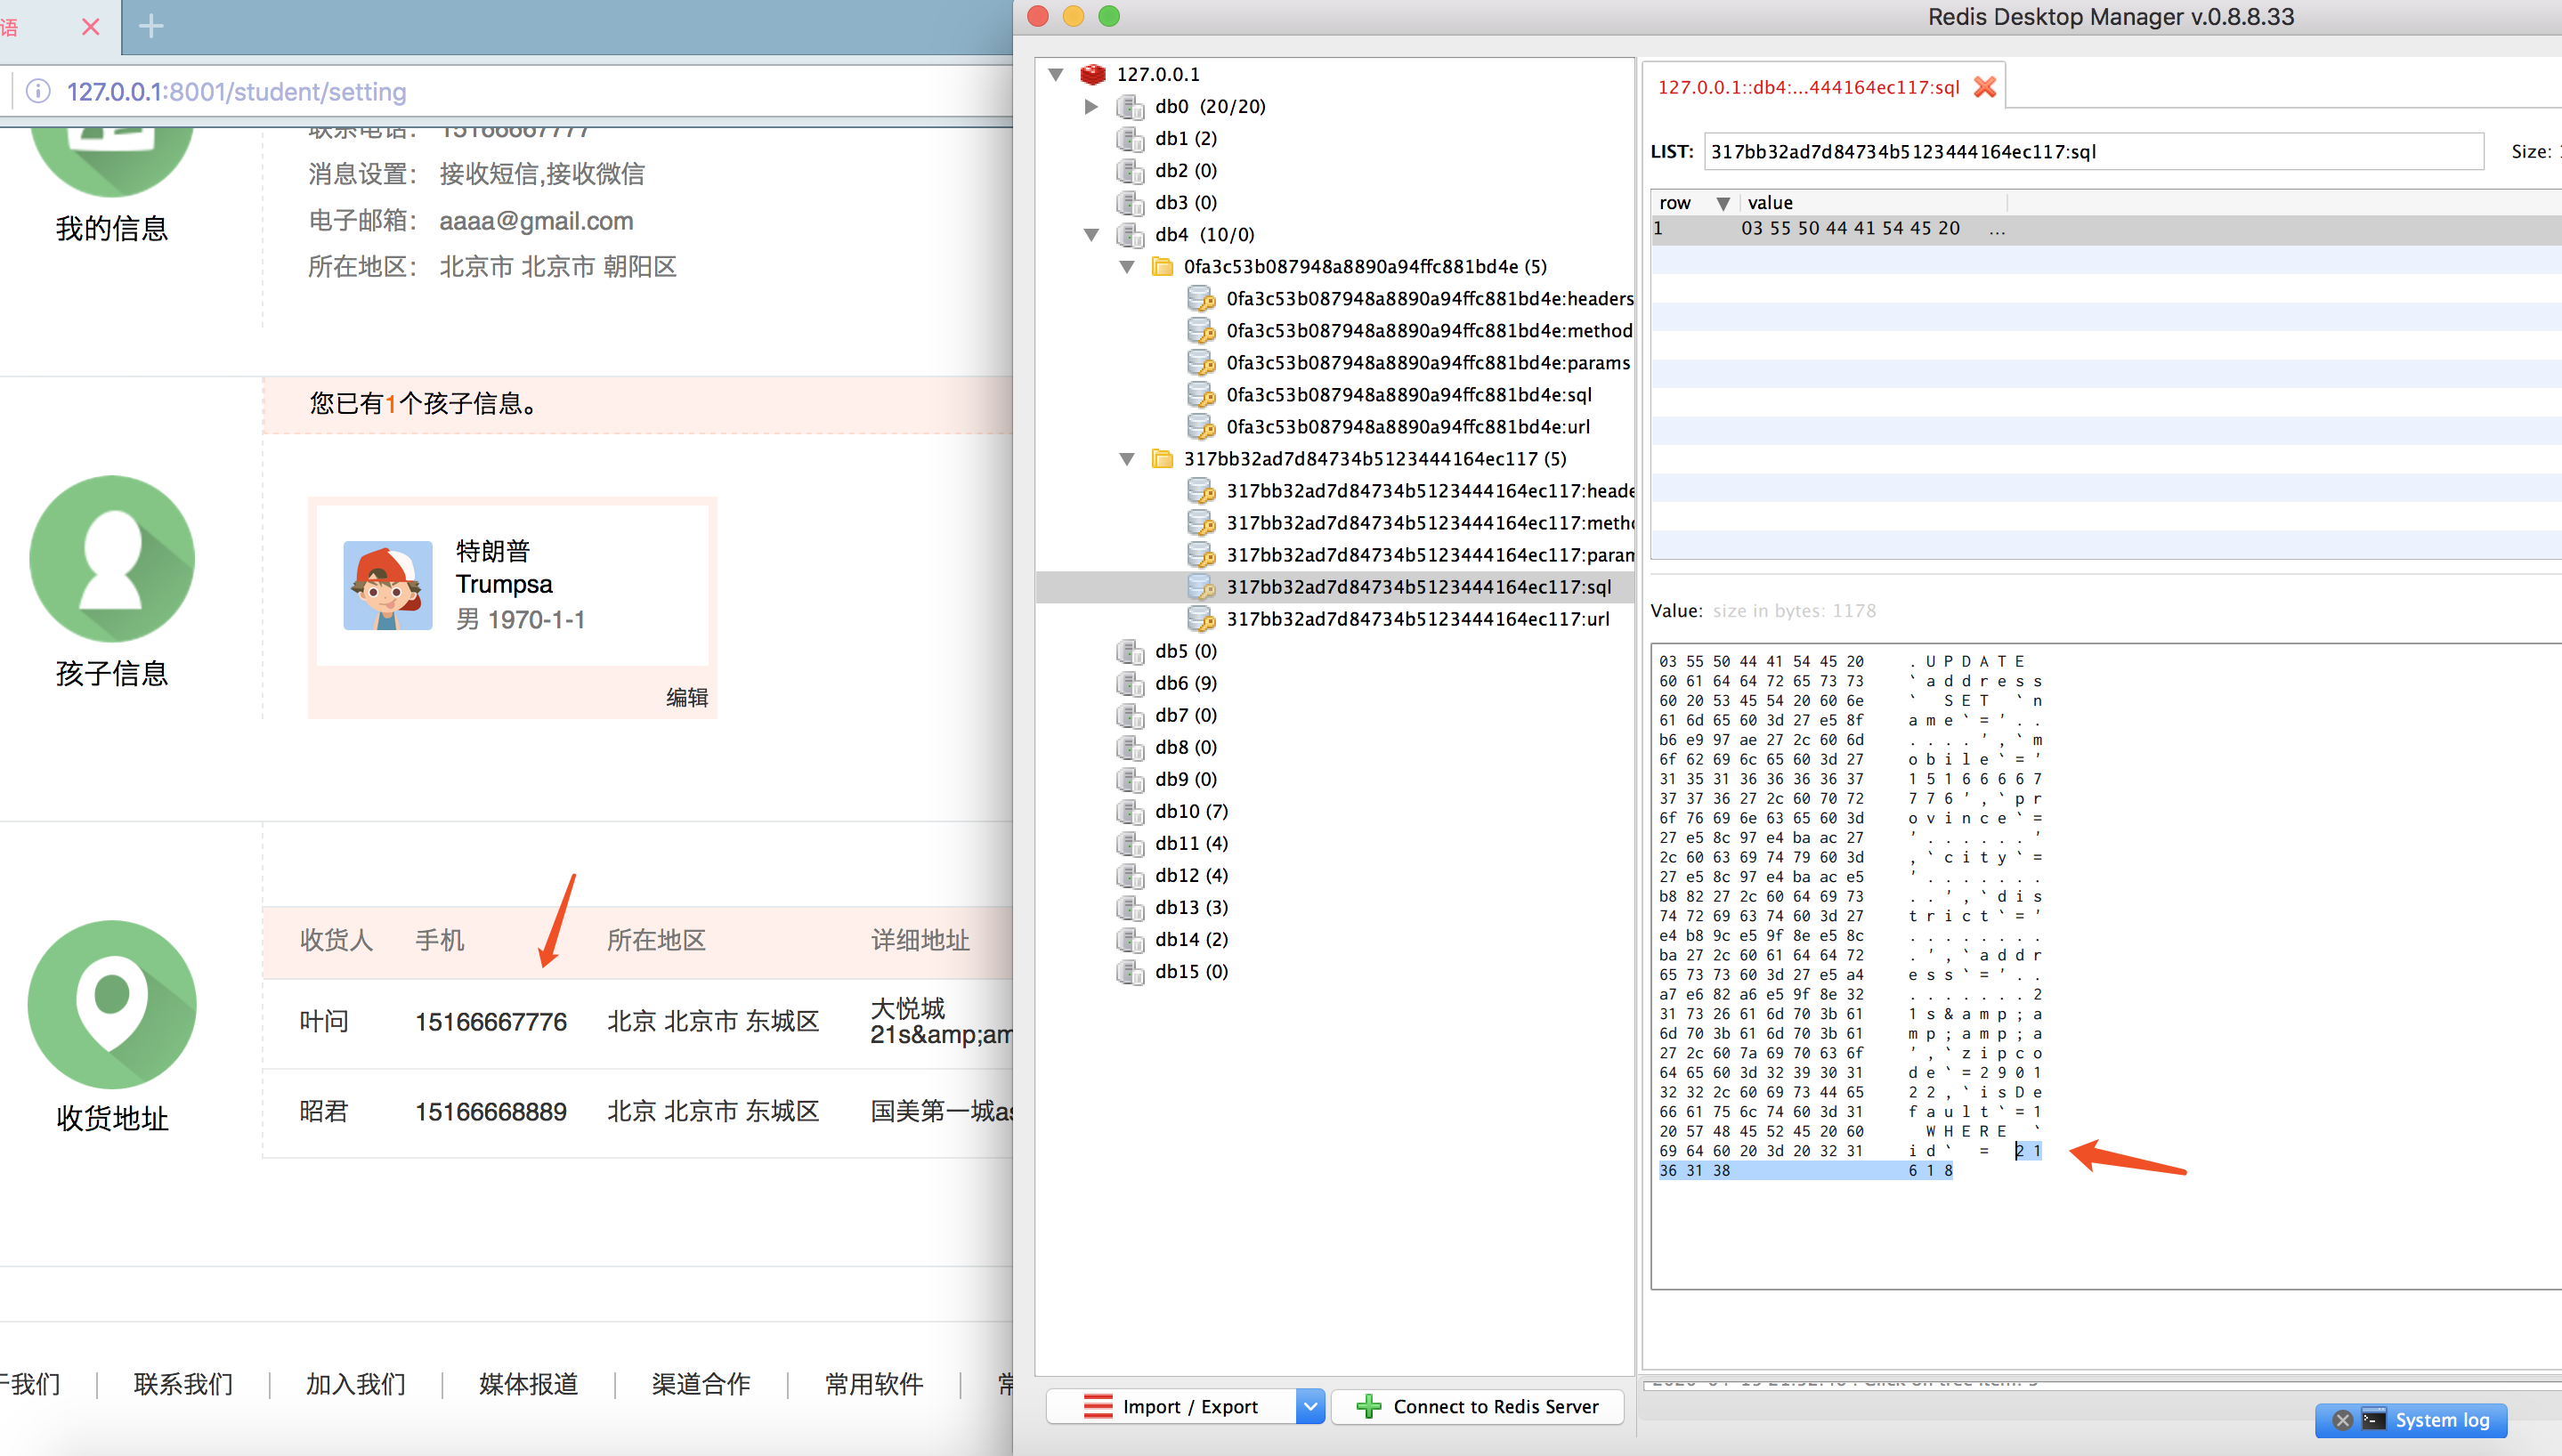 语
127.0.0.1:8001/student/setting
联系电话： 15166667777
消息设置： 接收短信,接收微信
电子邮箱： aaaa@gmail.com
所在地区： 北京市 北京市 朝阳区
我的信息
您已有1个孩子信息。
特朗普
Trumpsa
男 1970-1-1
编辑
孩子信息
收货人 手机 所在地区 详细地址
叶问 15166667776 北京 北京市 东城区 大悦城
21s&amp;am
昭君 15166668889 北京 北京市 东城区 国美第一城as
收货地址
我们 联系我们 加入我们 媒体报道 渠道合作 常用软件 常
Redis Desktop Manager v.0.8.8.33
127.0.0.1
db0 (20/20)
db1 (2)
db2 (0)
db3 (0)
db4 (10/0)
0fa3c53b087948a8890a94ffc881bd4e (5)
0fa3c53b087948a8890a94ffc881bd4e:headers
0fa3c53b087948a8890a94ffc881bd4e:method
0fa3c53b087948a8890a94ffc881bd4e:params
0fa3c53b087948a8890a94ffc881bd4e:sql
0fa3c53b087948a8890a94ffc881bd4e:url
317bb32ad7d84734b5123444164ec117 (5)
317bb32ad7d84734b5123444164ec117:heade
317bb32ad7d84734b5123444164ec117:metho
317bb32ad7d84734b5123444164ec117:param
317bb32ad7d84734b5123444164ec117:sql
317bb32ad7d84734b5123444164ec117:url
db5 (0)
db6 (9)
db7 (0)
db8 (0)
db9 (0)
db10 (7)
db11 (4)
db12 (4)
db13 (3)
db14 (2)
db15 (0)
Import / Export
Connect to Redis Server
127.0.0.1::db4:...444164ec117:sql
LIST: 317bb32ad7d84734b5123444164ec117:sql Size:
row value
1 03 55 50 44 41 54 45 20 ...
Value: size in bytes: 1178
03 55 50 44 41 54 45 20 . U P D A T E
60 61 64 64 72 65 73 73 ` a d d r e s s
60 20 53 45 54 20 60 6e ` S E T ` n
61 6d 65 60 3d 27 e5 8f a m e ` = ' . .
b6 e9 97 ae 27 2c 60 6d . . . . ' , ` m
6f 62 69 6c 65 60 3d 27 o b i l e ` = '
31 35 31 36 36 36 36 37 1 5 1 6 6 6 6 7
37 37 36 27 2c 60 70 72 7 7 6 ' , ` p r
6f 76 69 6e 63 65 60 3d o v i n c e ` =
27 e5 8c 97 e4 ba ac 27 ' . . . . . . '
2c 60 63 69 74 79 60 3d , ` c i t y ` =
27 e5 8c 97 e4 ba ac e5 ' . . . . . . .
b8 82 27 2c 60 64 69 73 . . ' , ` d i s
74 72 69 63 74 60 3d 27 t r i c t ` = '
e4 b8 9c e5 9f 8e e5 8c . . . . . . . .
ba 27 2c 60 61 64 64 72 . ' , ` a d d r
65 73 73 60 3d 27 e5 a4 e s s ` = ' . .
a7 e6 82 a6 e5 9f 8e 32 . . . . . . . 2
31 73 26 61 6d 70 3b 61 1 s & a m p ; a
6d 70 3b 61 6d 70 3b 61 m p ; a m p ; a
27 2c 60 7a 69 70 63 6f ' , ` z i p c o
64 65 60 3d 32 39 30 31 d e ` = 2 9 0 1
32 32 2c 60 69 73 44 65 2 2 , ` i s D e
66 61 75 6c 74 60 3d 31 f a u l t ` = 1
20 57 48 45 52 45 20 60 W H E R E `
69 64 60 20 3d 20 32 31 i d ` = 2 1
36 31 38 6 1 8
System log